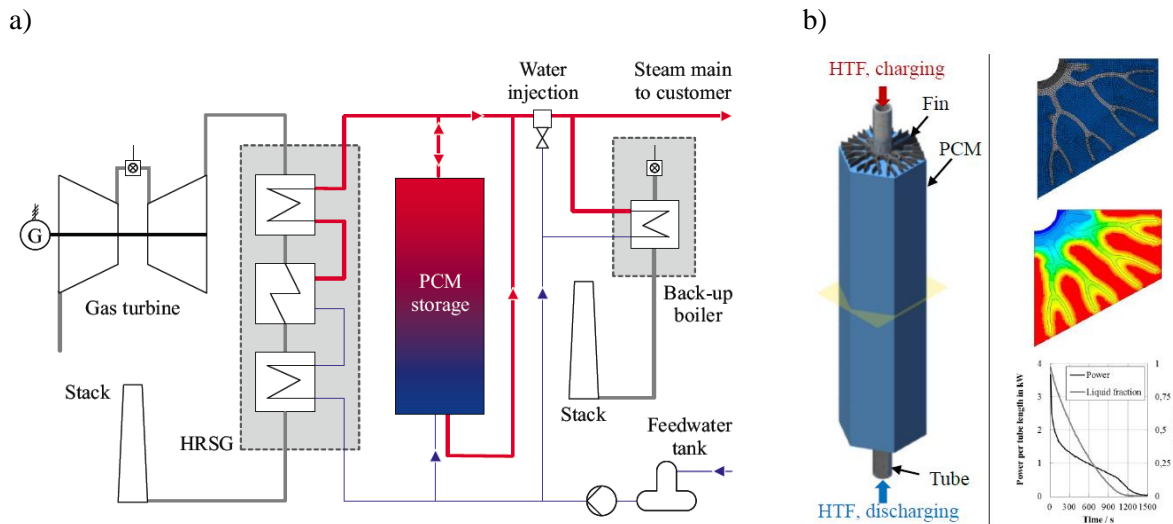 a)
b)
Water
injection
Steam main
to customer
G
Gas turbine
PCM
storage
Back-up
boiler
Stack
HRSG
Stack
Feedwater
tank
HTF, charging
Fin
PCM
Tube
HTF, discharging
Power per tube length in kW
4
3
2
1
0
Power
Liquid fraction
1
0,75
0,5
0,25
0
0 300 600 900 1200 1500
Time / s